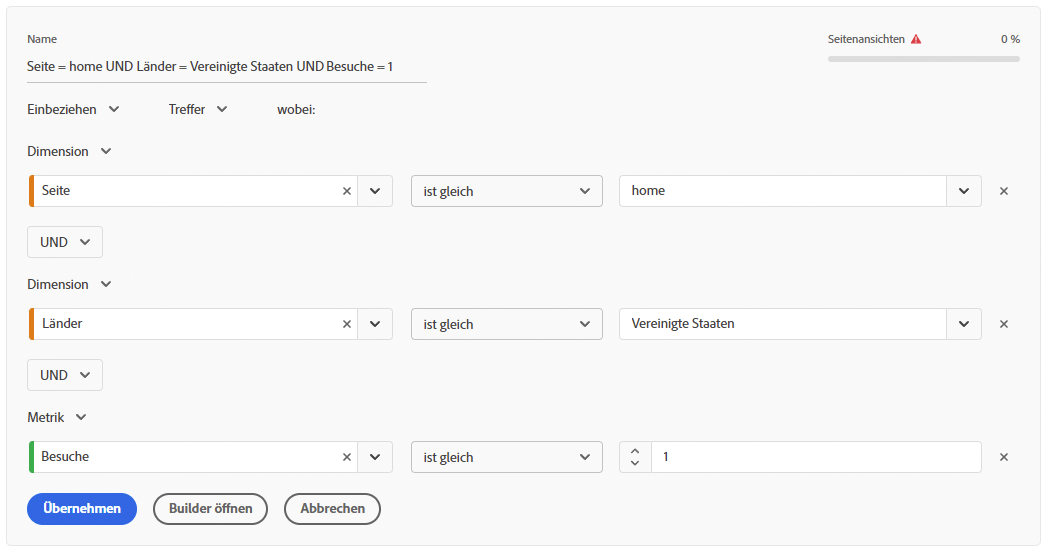 Name
Seitenansichten 0 %
Seite = home UND Länder = Vereinigte Staaten UND Besuche = 1
Einbeziehen Treffer wobei:
Dimension
Seite ist gleich home
UND
Dimension
Länder ist gleich Vereinigte Staaten
UND
Metrik
Besuche ist gleich 1
Übernehmen Builder öffnen Abbrechen